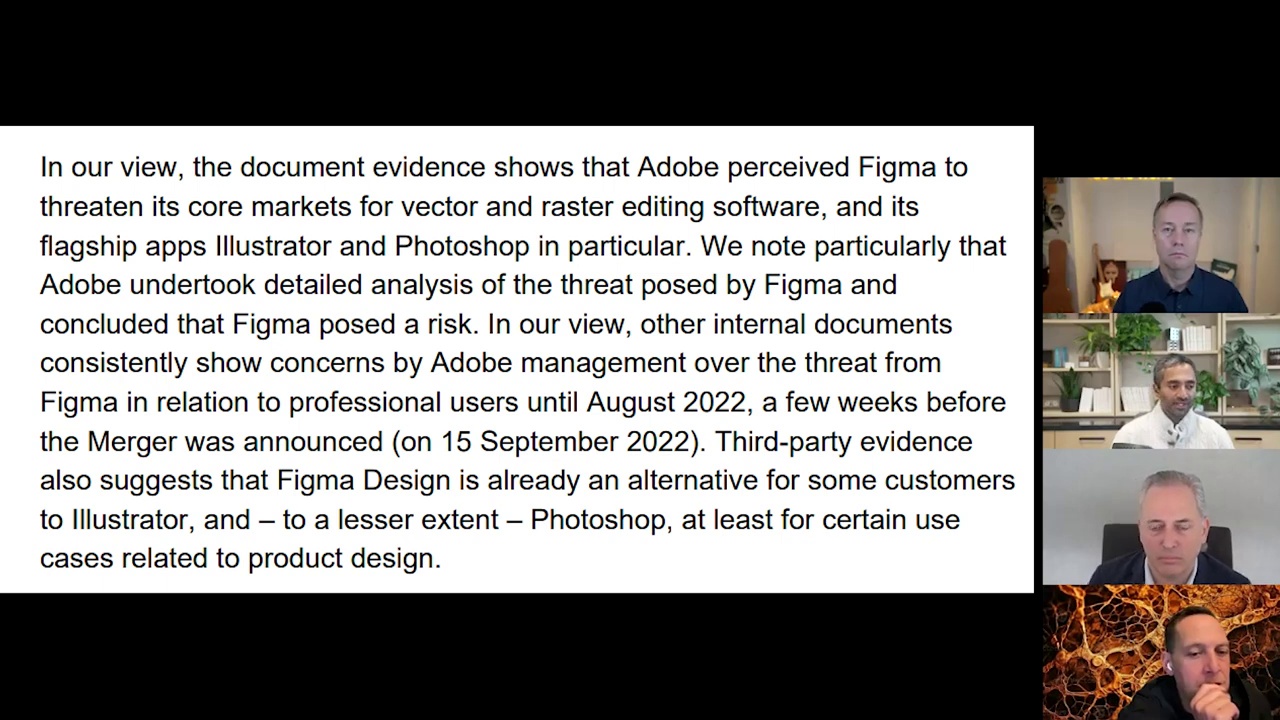 In our view, the document evidence shows that Adobe perceived Figma to
threaten its core markets for vector and raster editing software, and its
flagship apps Illustrator and Photoshop in particular. We note particularly that
Adobe undertook detailed analysis of the threat posed by Figma and
concluded that Figma posed a risk. In our view, other internal documents
consistently show concerns by Adobe management over the threat from
Figma in relation to professional users until August 2022, a few weeks before
the Merger was announced (on 15 September 2022). Third-party evidence
also suggests that Figma Design is already an alternative for some customers
to Illustrator, and – to a lesser extent – Photoshop, at least for certain use
cases related to product design.